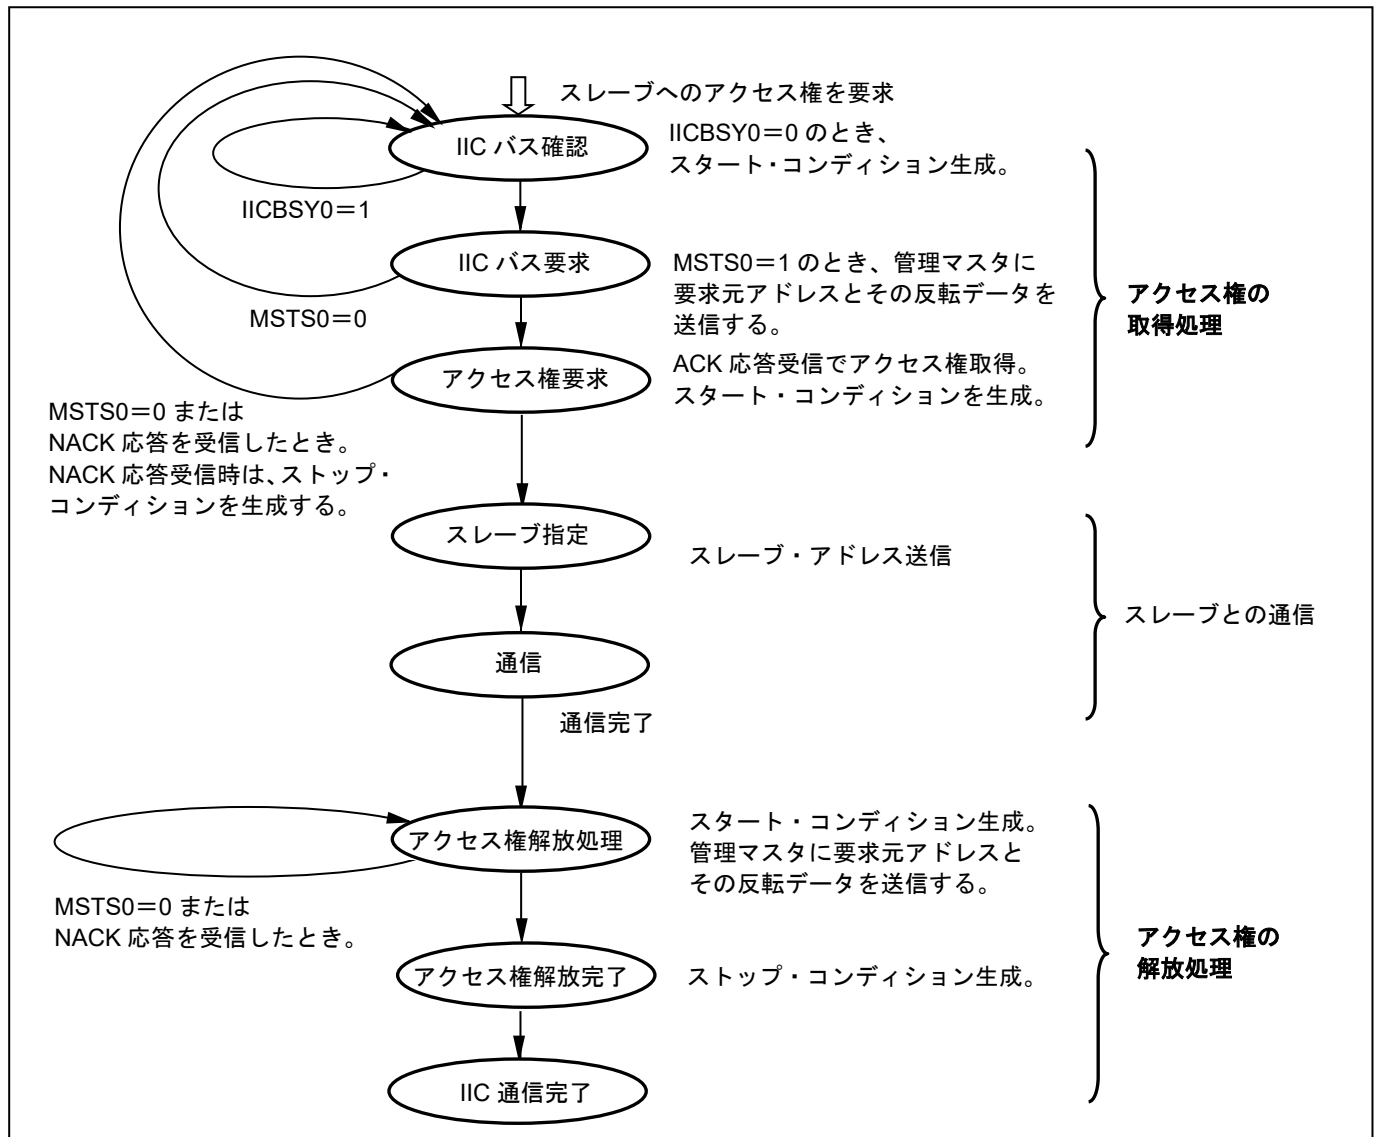 スレーブへのアクセス権を要求
IIC バス確認
IICBSY0＝0 のとき、
スタート・コンディション生成。
IICBSY0＝1
IIC バス要求
MSTS0＝1 のとき、管理マスタに
要求元アドレスとその反転データを
送信する。
MSTS0＝0
アクセス権の
取得処理
アクセス権要求
ACK 応答受信でアクセス権取得。
スタート・コンディションを生成。
MSTS0＝0 または
NACK 応答を受信したとき。
NACK 応答受信時は、ストップ・
コンディションを生成する。
スレーブ指定
スレーブ・アドレス送信
スレーブとの通信
通信
通信完了
アクセス権解放処理
スタート・コンディション生成。
管理マスタに要求元アドレスと
その反転データを送信する。
MSTS0＝0 または
NACK 応答を受信したとき。
アクセス権の
解放処理
アクセス権解放完了
ストップ・コンディション生成。
IIC 通信完了